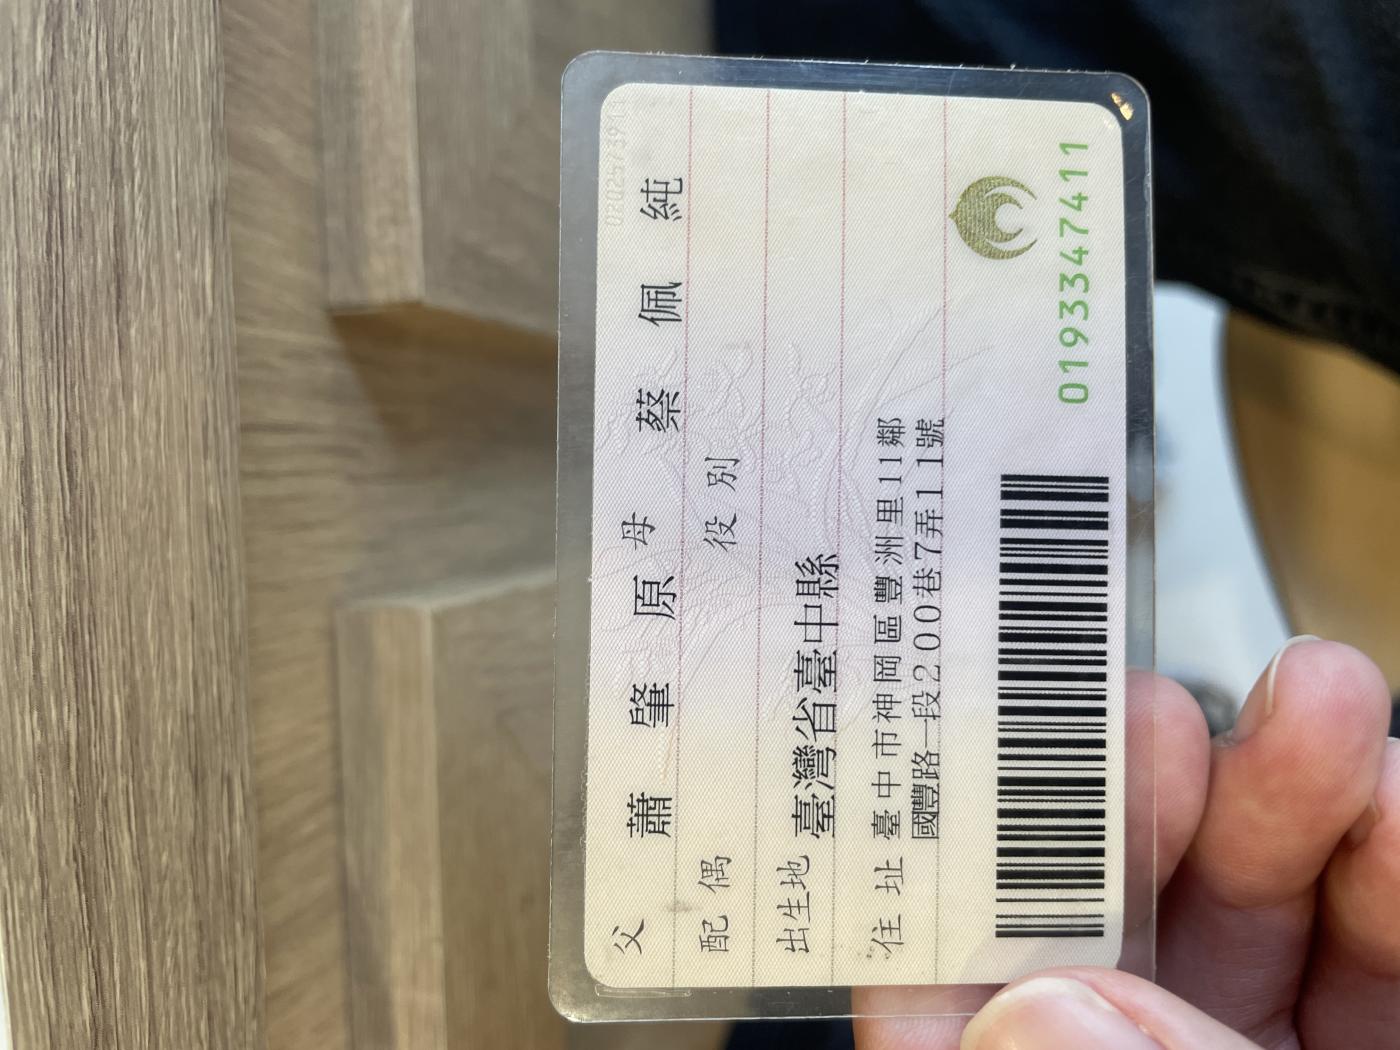 0202573911
父 蕭肇原 母 蔡佩純
配偶 役別
出生地 臺灣省臺中縣
住址 臺中市神岡區豐洲里11鄰
國豐路一段200巷7弄11號
0193347411